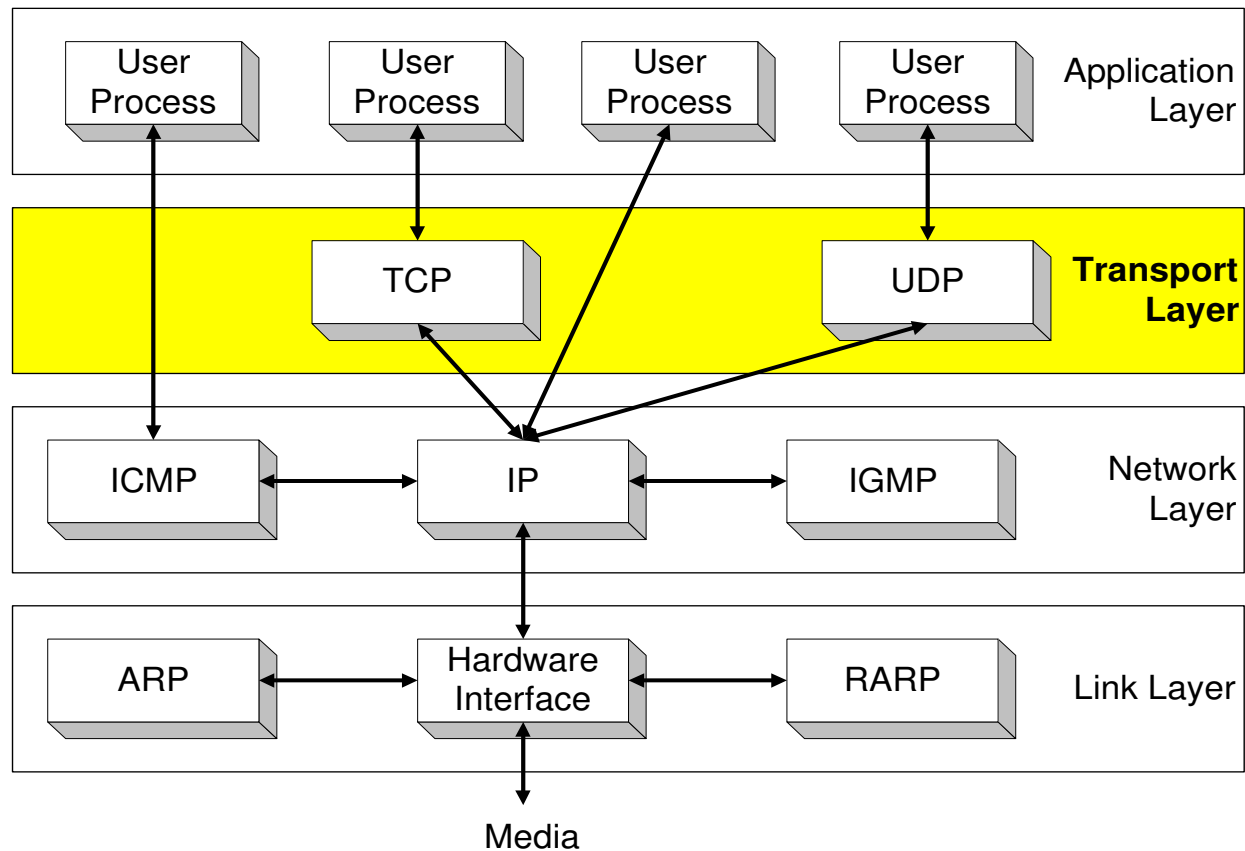 User
Process
User
Process
User
Process
User
Process
Application
Layer
TCP
UDP
Transport
Layer
ICMP
IP
IGMP
Network
Layer
ARP
Hardware
Interface
RARP
Link Layer
Media